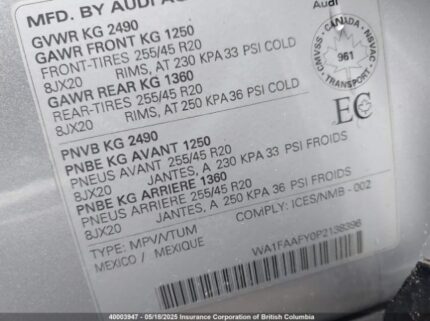 MFD. BY AUDI AG
Audi
GVWR KG 2490
GAWR FRONT KG 1250
FRONT-TIRES 255/45 R20
8JX20 RIMS, AT 230 KPA 33 PSI COLD
GAWR REAR KG 1360
REAR-TIRES 255/45 R20
8JX20 RIMS, AT 250 KPA 36 PSI COLD
CMVSS - CANADA - NSVAC
961
TRANSPORT
EC
PNVB KG 2490
PNBE KG AVANT 1250
PNEUS AVANT 255/45 R20
8JX20 JANTES, A 230 KPA 33 PSI FROIDS
PNBE KG ARRIERE 1360
PNEUS ARRIERE 255/45 R20
8JX20 JANTES, A 250 KPA 36 PSI FROIDS
TYPE: MPV/VTUM
COMPLY: ICES/NMB - 002
MEXICO / MEXIQUE
WA1FAAFY0P2138396
40003947 - 05/18/2025 - Insurance Corporation of British Columbia